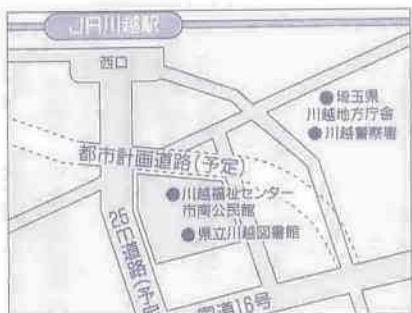 JR川越駅
西口
埼玉県
川越地方庁舎
川越警察署
都市計画道路(予定)
川越福祉センター
市南公民館
県立川越図書館
25m道路(予定
国道16号